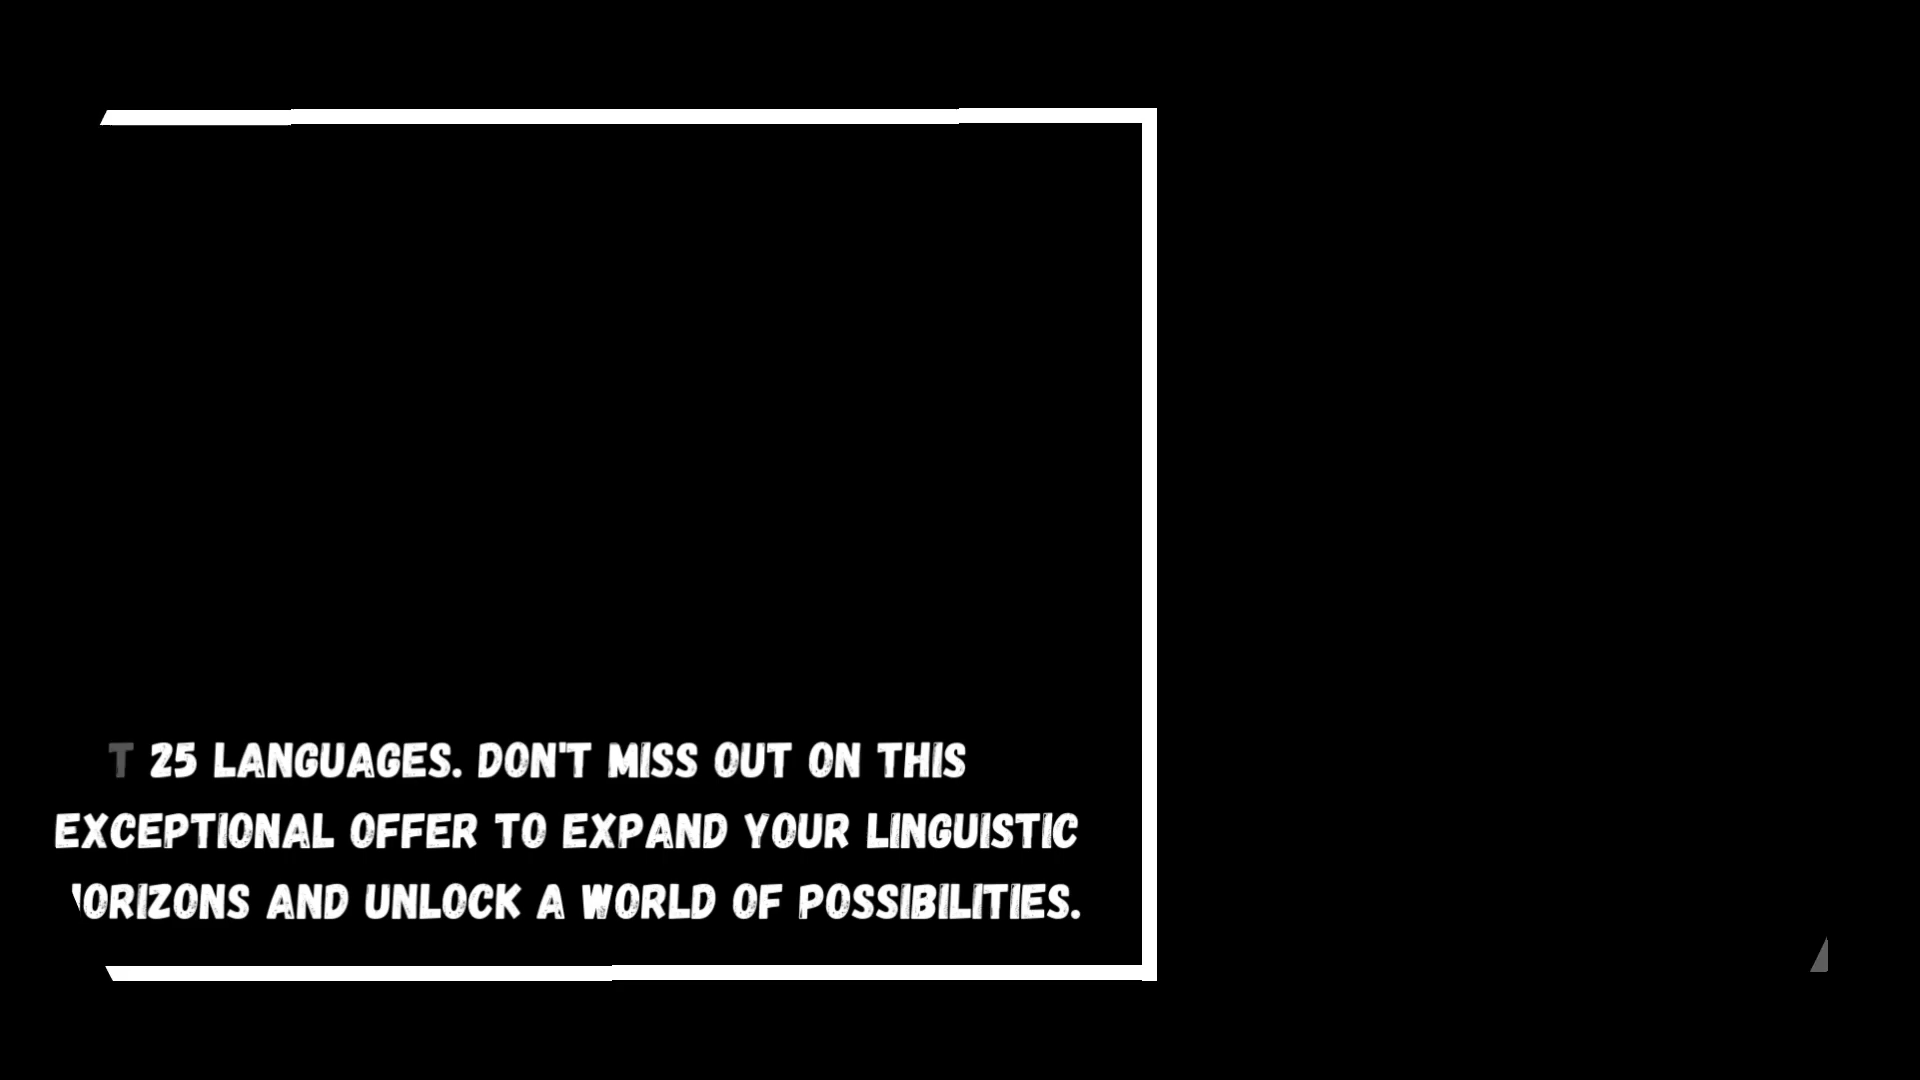 T 25 LANGUAGES. DON'T MISS OUT ON THIS
EXCEPTIONAL OFFER TO EXPAND YOUR LINGUISTIC
ORIZONS AND UNLOCK A WORLD OF POSSIBILITIES.